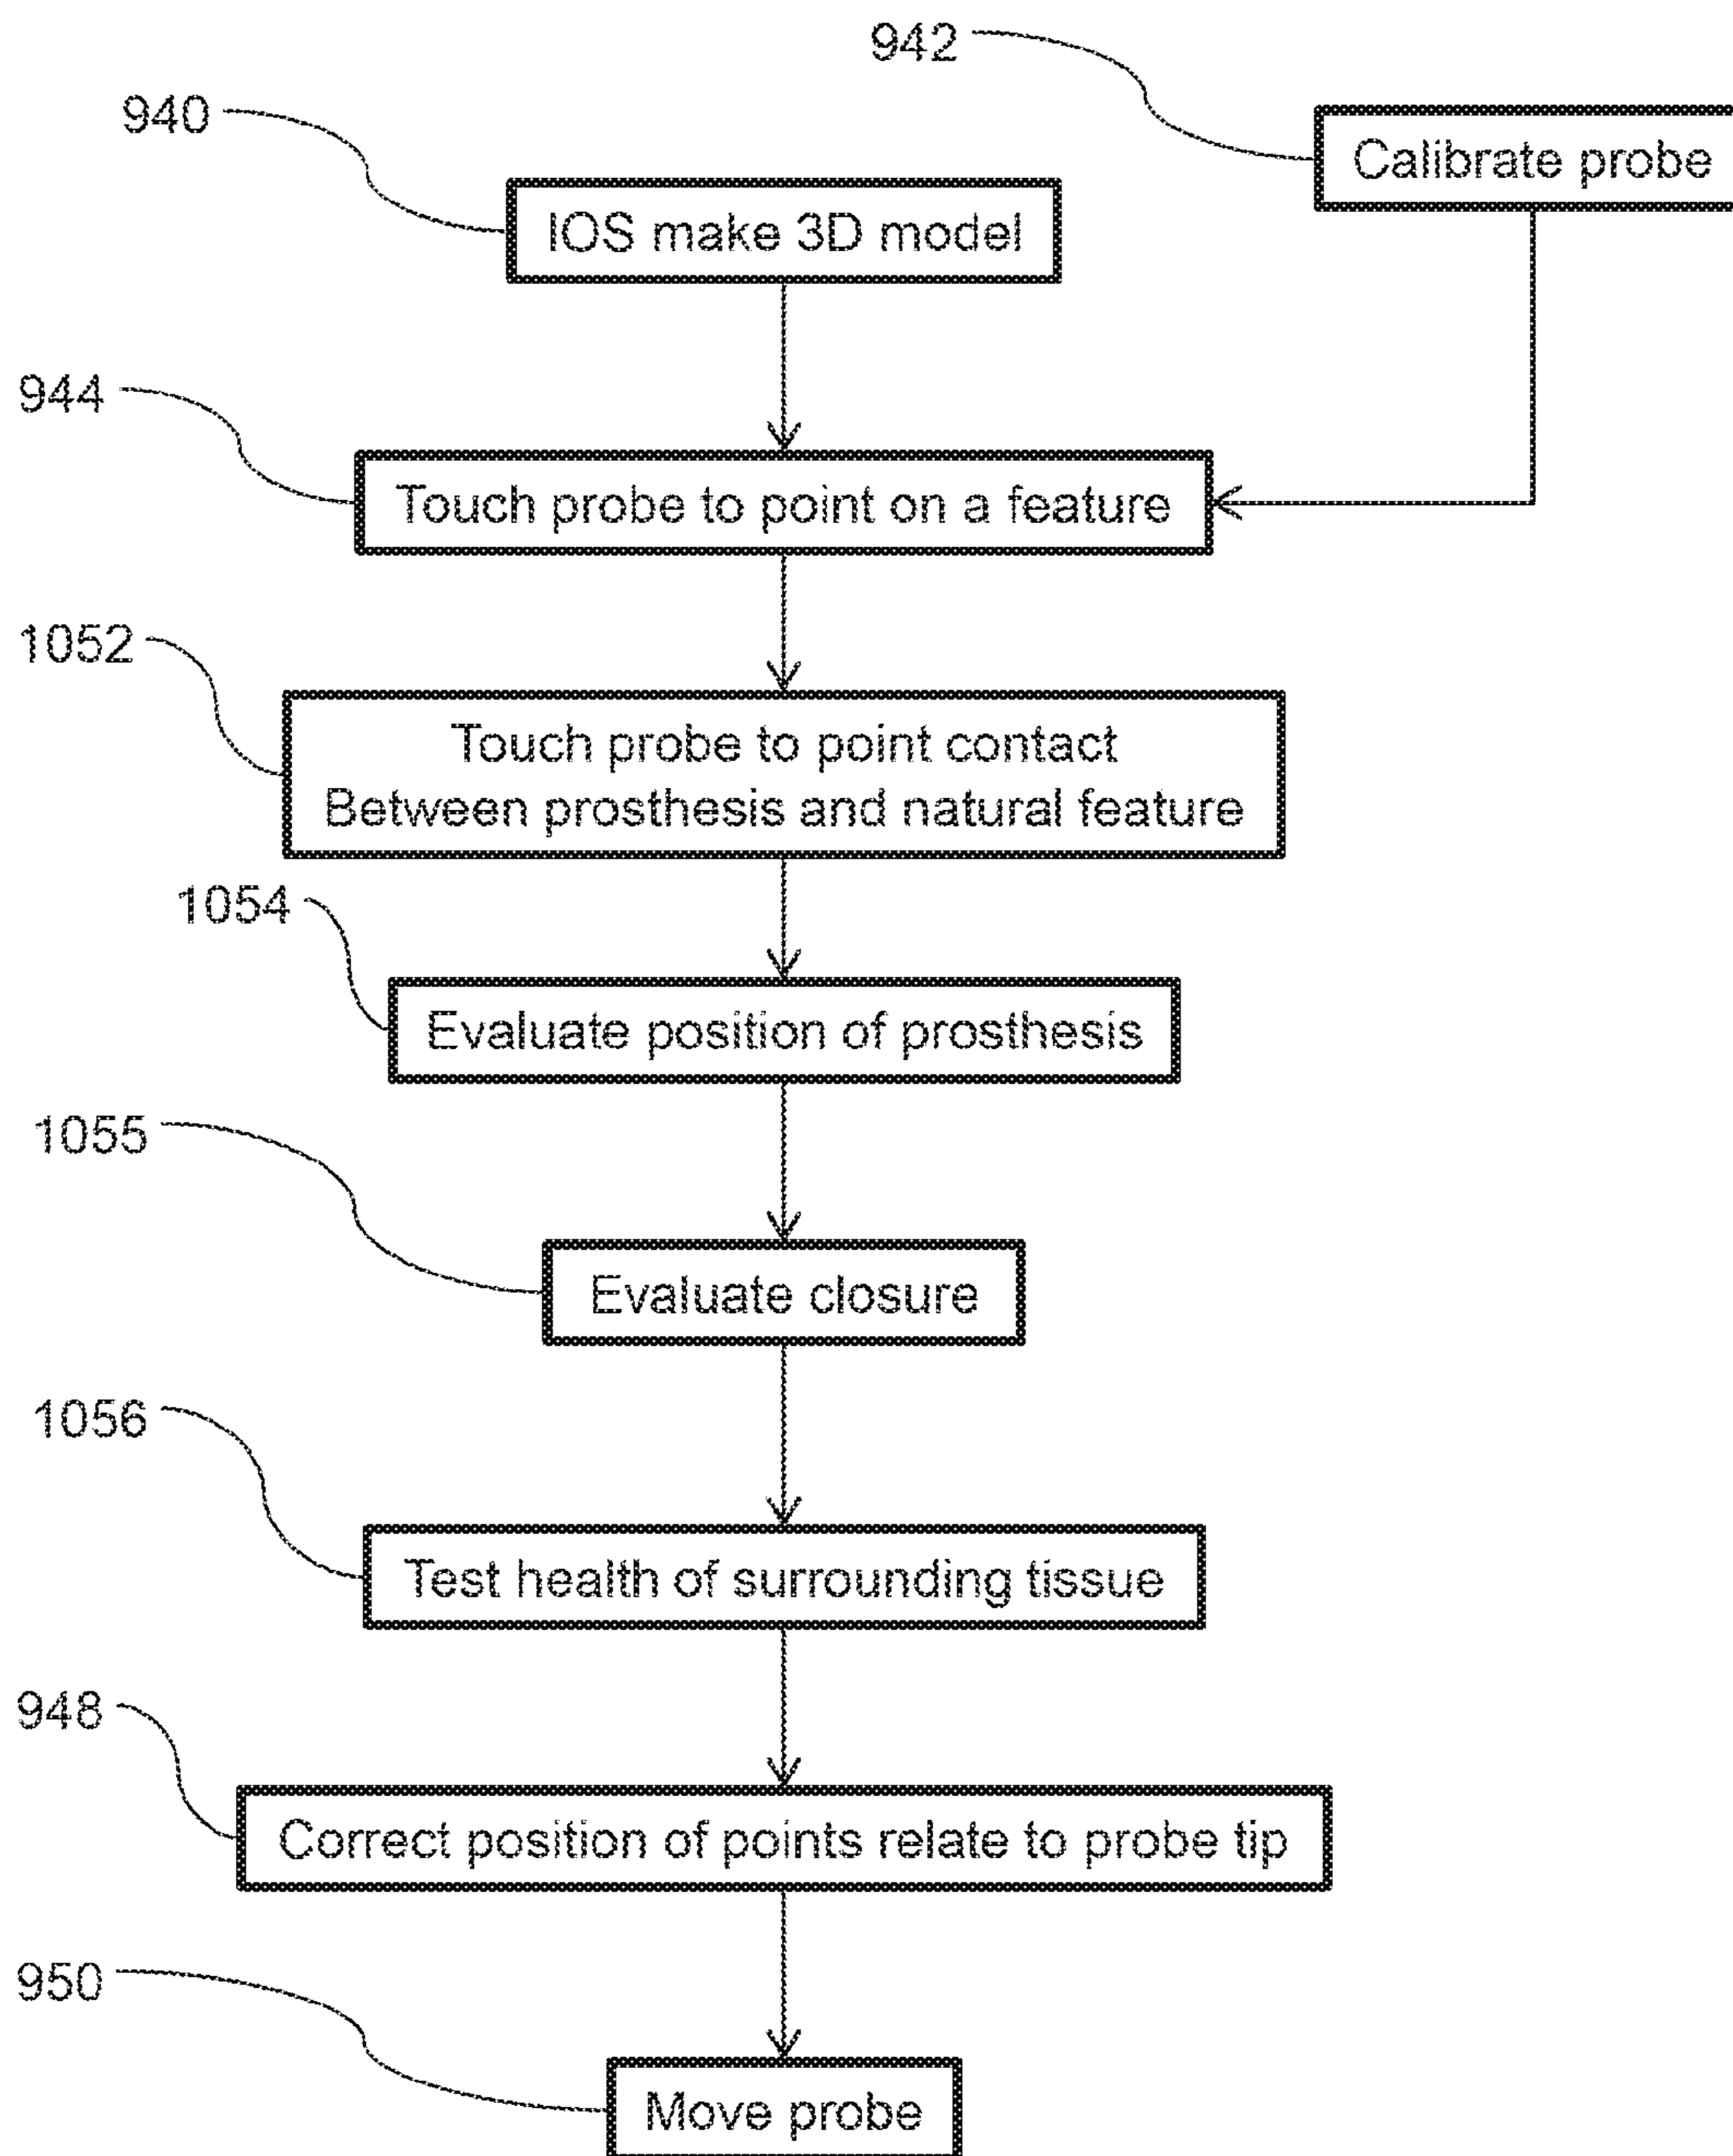 942
Calibrate probe
940
IOS make 3D model
944
Touch probe to point on a feature
1052
Touch probe to point contact
Between prosthesis and natural feature
1054
Evaluate position of prosthesis
1055
Evaluate closure
1056
Test health of surrounding tissue
948
Correct position of points relate to probe tip
950
Move probe